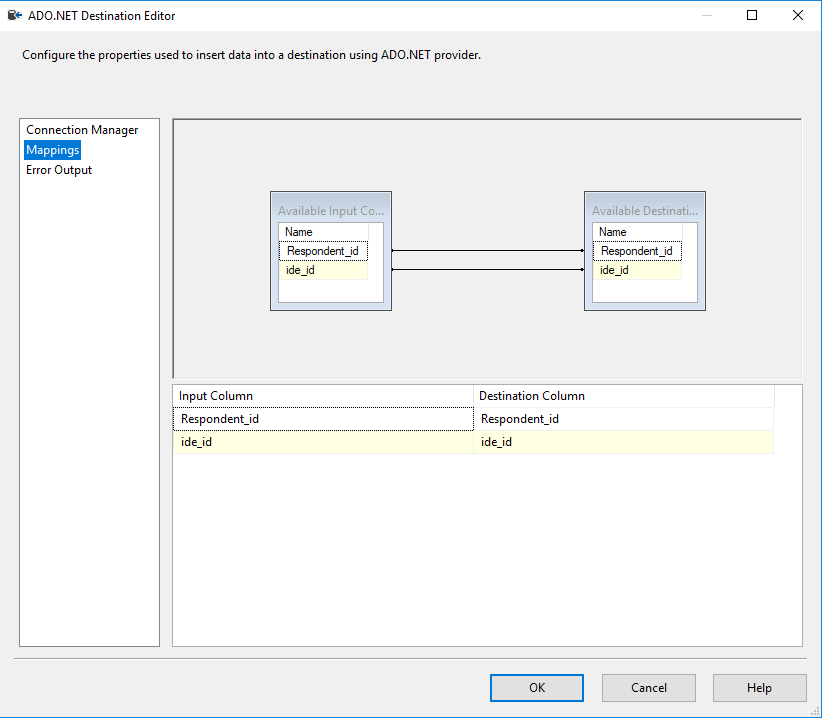 ADO.NET Destination Editor
Configure the properties used to insert data into a destination using ADO.NET provider.
Connection Manager
Mappings
Error Output
Available Input Co...
Name
Respondent_id
ide_id
Available Destinati...
Name
Respondent_id
ide_id
Input Column Destination Column
Respondent_id Respondent_id
ide_id ide_id
OK Cancel Help